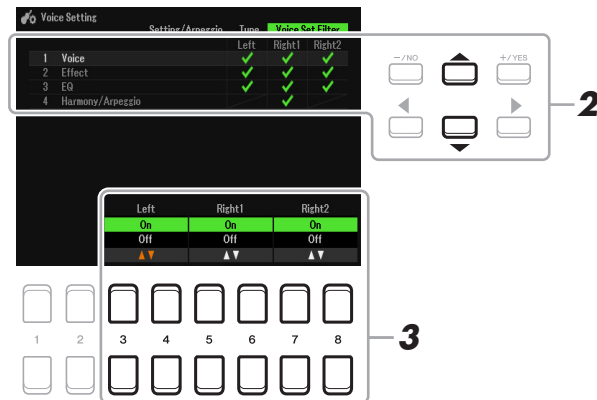 Voice Setting
Setting/Arpeggio Tune Voice Set Filter
Left Right1 Right2
-/NO +/YES
1 Voice
2 Effect
3 EQ
4 Harmony/Arpeggio
2
Left Right1 Right2
On On On
Off Off Off
1 2 3 4 5 6 7 8
3